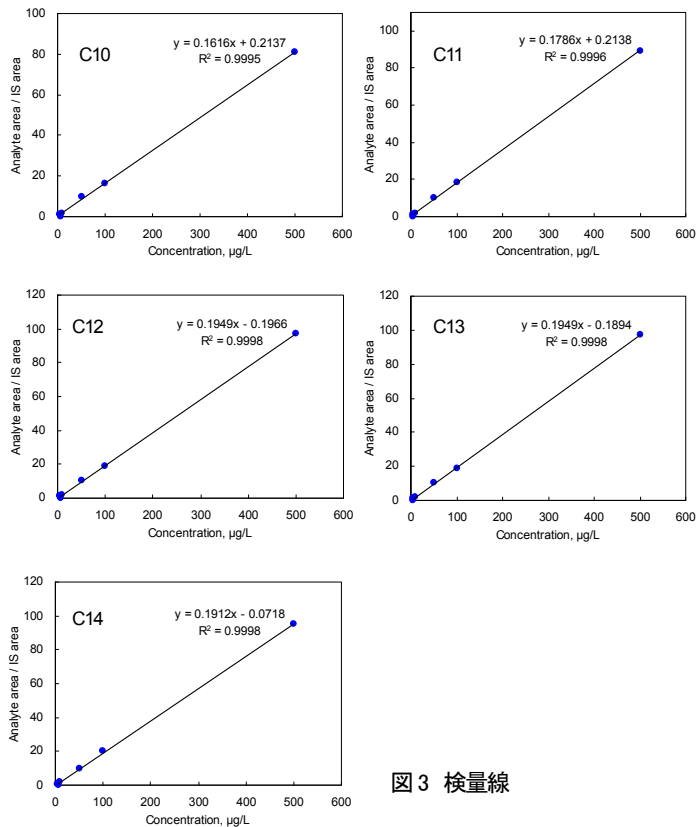 C10
y = 0.1616x + 0.2137
R² = 0.9995
Analyte area / IS area
100
80
60
40
20
0
0 100 200 300 400 500 600
Concentration, µg/L
C11
y = 0.1786x + 0.2138
R² = 0.9996
Analyte area / IS area
100
80
60
40
20
0
0 100 200 300 400 500 600
Concentration, µg/L
C12
y = 0.1949x - 0.1966
R² = 0.9998
Analyte area / IS area
120
100
80
60
40
20
0
0 100 200 300 400 500 600
Concentration, µg/L
C13
y = 0.1949x - 0.1894
R² = 0.9998
Analyte area / IS area
120
100
80
60
40
20
0
0 100 200 300 400 500 600
Concentration, µg/L
C14
y = 0.1912x - 0.0718
R² = 0.9998
Analyte area / IS area
120
100
80
60
40
20
0
0 100 200 300 400 500 600
Concentration, µg/L
図3 検量線